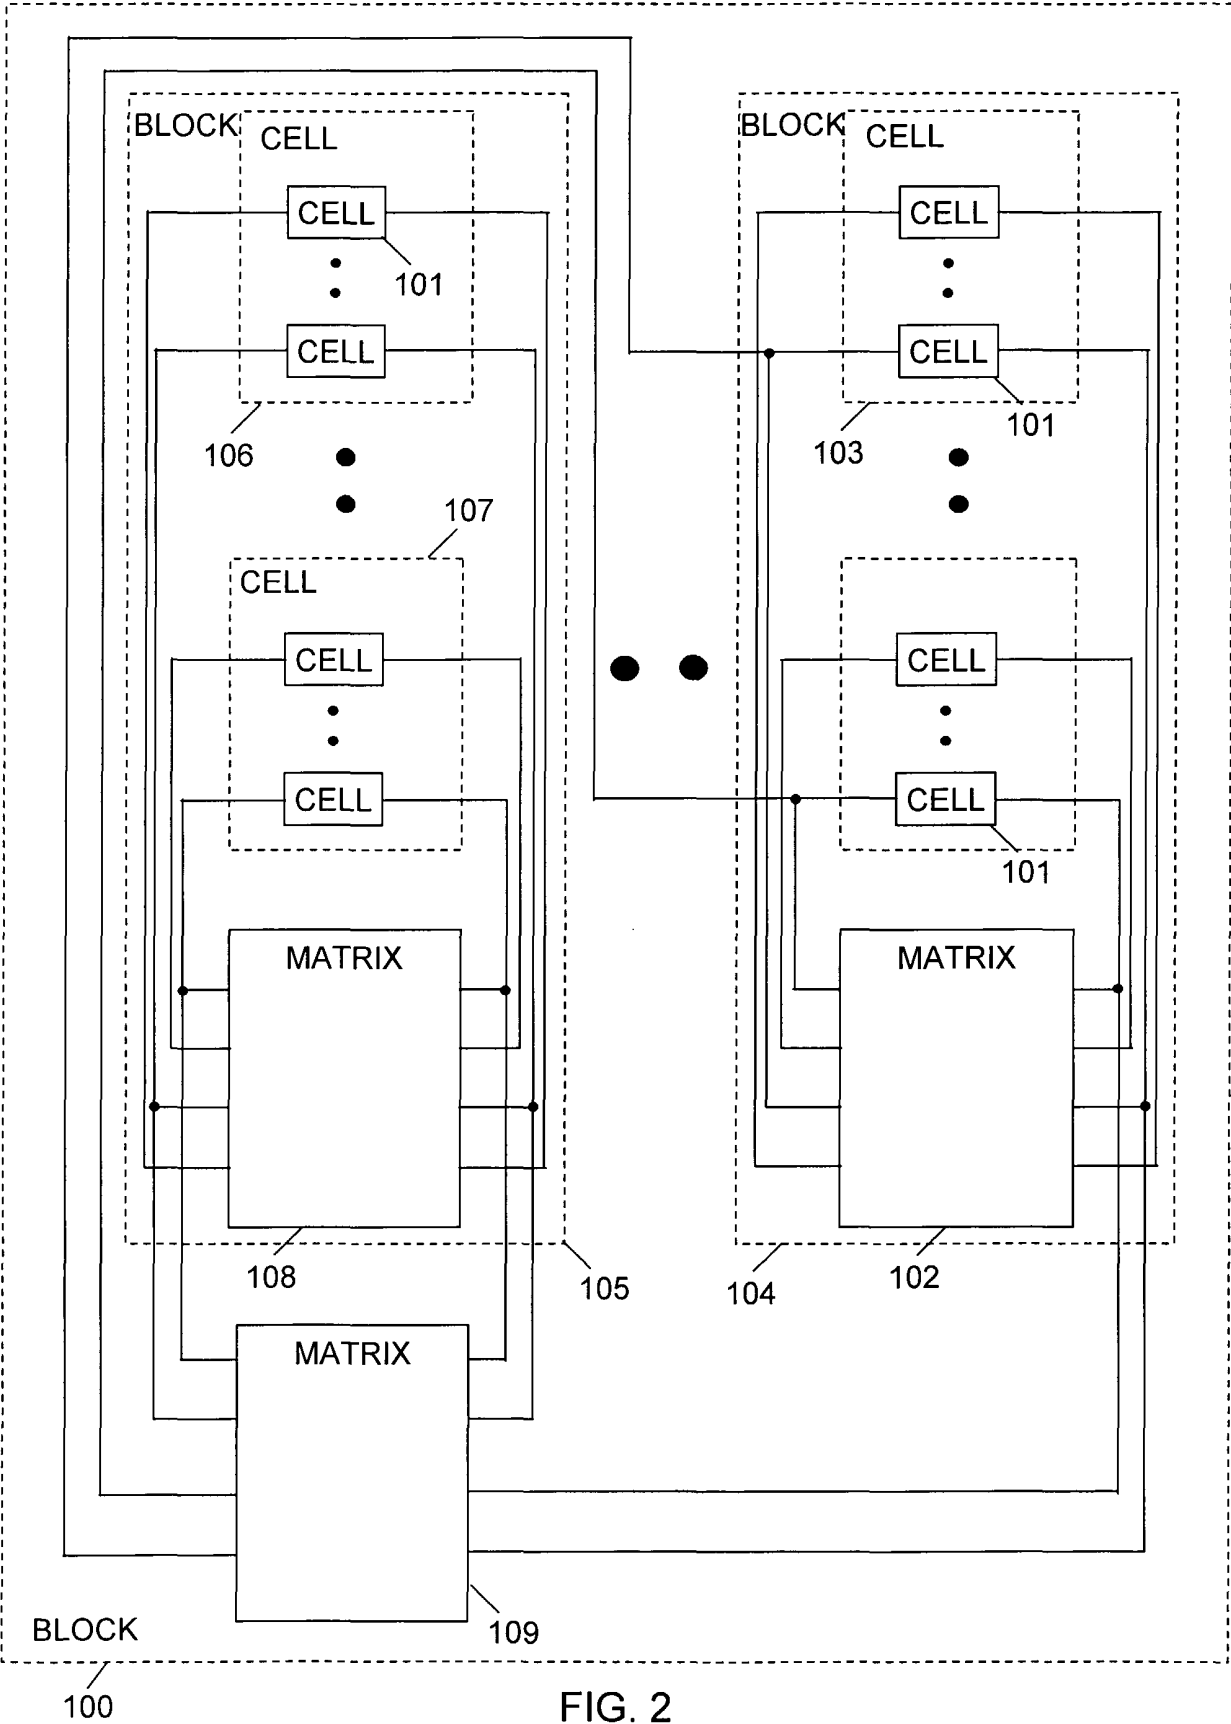 BLOCK
CELL
CELL
101
CELL
106
107
CELL
CELL
CELL
MATRIX
108
105
BLOCK
CELL
CELL
CELL
101
103
CELL
CELL
101
MATRIX
102
104
MATRIX
109
BLOCK
100
FIG. 2